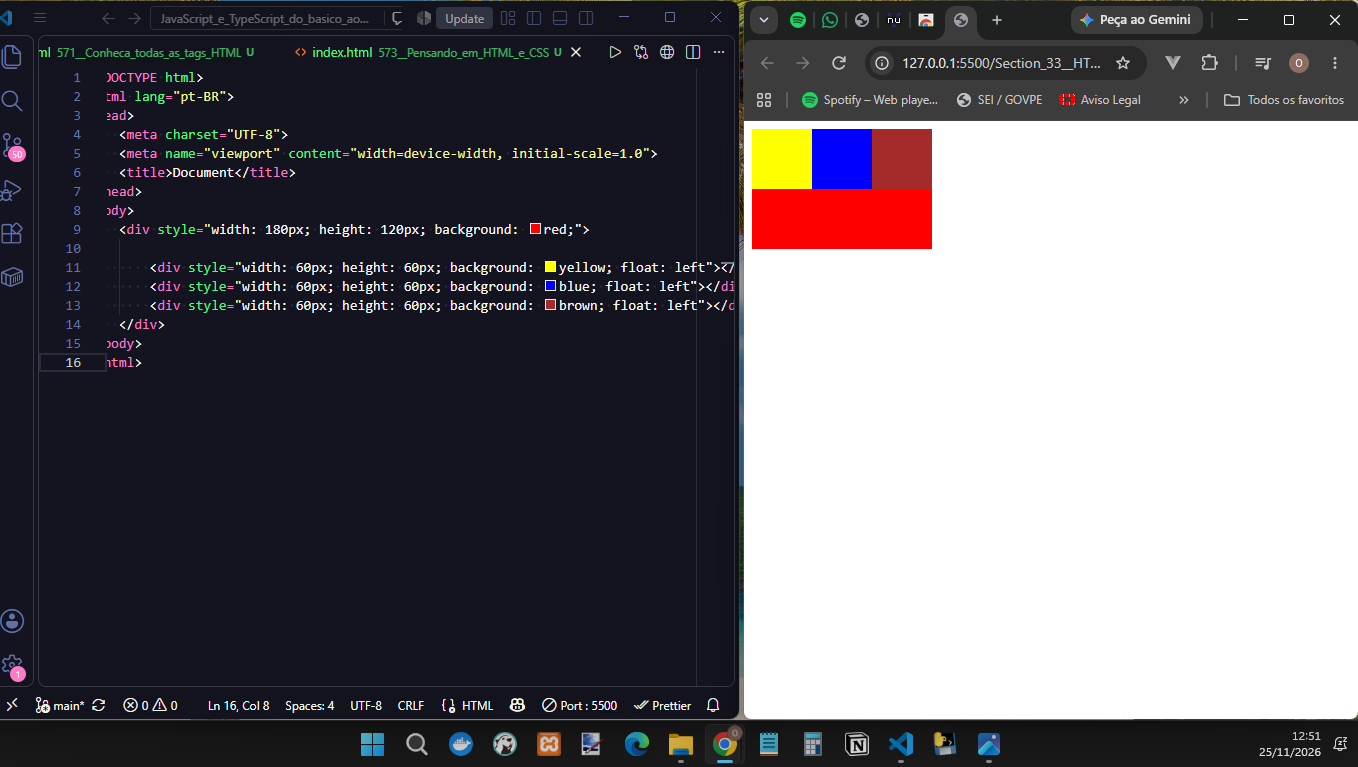 JavaScript_e_TypeScript_do_basico_ao...
Update
Peça ao Gemini
ml 571__Conheca_todas_as_tags_HTML U
<> index.html 573__Pensando_em_HTML_e_CSS U
127.0.0.1:5500/Section_33__HT...
O
Spotify – Web playe...
SEI / GOVPE
Aviso Legal
»
Todos os favoritos
nu
1 DOCTYPE html>
2 tml lang="pt-BR">
3 ead>
4 <meta charset="UTF-8">
5 <meta name="viewport" content="width=device-width, initial-scale=1.0">
6 <title>Document</title>
7 head>
8 ody>
9 <div style="width: 180px; height: 120px; background: red;">
10
11 <div style="width: 60px; height: 60px; background: yellow; float: left"></
12 <div style="width: 60px; height: 60px; background: blue; float: left"></di
13 <div style="width: 60px; height: 60px; background: brown; float: left"></d
14 </div>
15 body>
16 html>
50
1
main* 0 0 Ln 16, Col 8 Spaces: 4 UTF-8 CRLF HTML Port : 5500 Prettier
0
12:51
25/11/2026